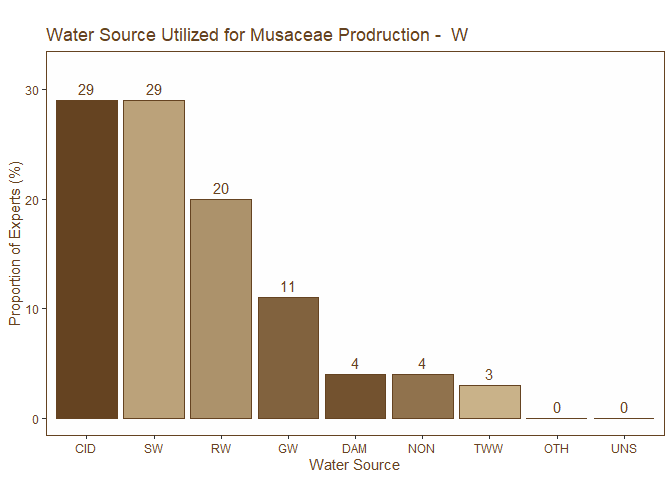 Water Source Utilized for Musaceae Prodruction -  W
Proportion of Experts (%)
30
20
10
0
29
29
20
11
4
4
3
0
0
CID
SW
RW
GW
DAM
NON
TWW
OTH
UNS
Water Source